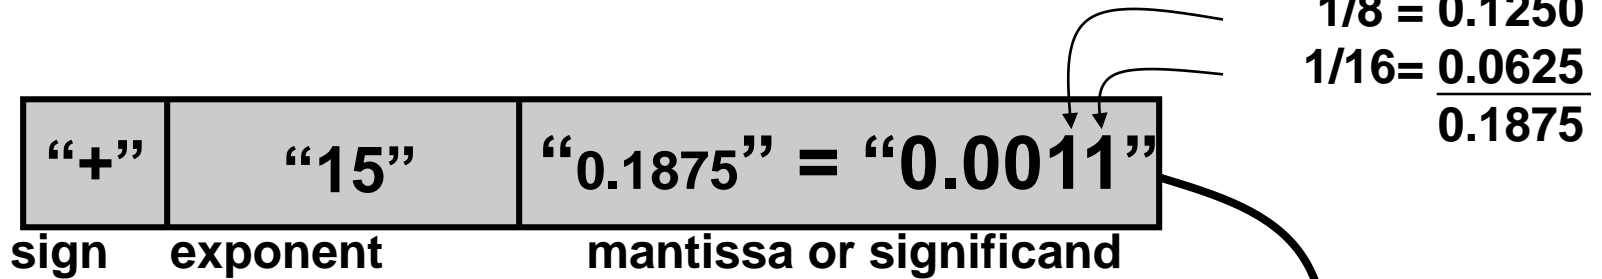 1/8 = 0.1250
1/16= 0.0625
0.1875
“+” “15” “0.1875” = “0.0011”
sign exponent mantissa or significand